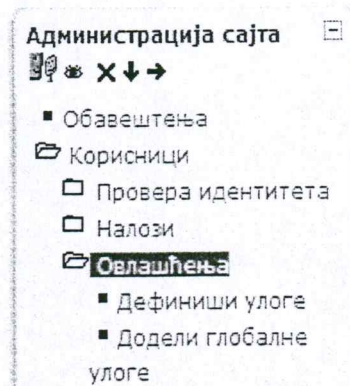 Администрација сајта
Обавештења
Корисници
Провера идентитета
Налози
Овлашћења
Дефиниши улоге
Додели глобалне
улоге